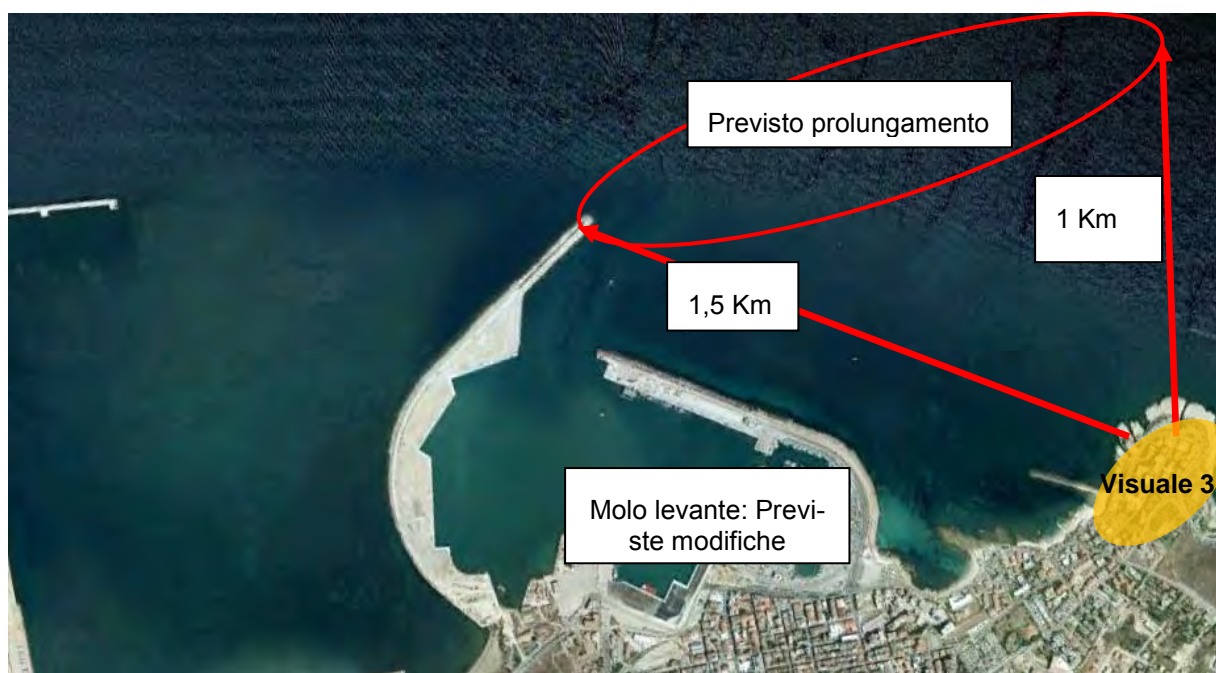 Previsto prolungamento
1 Km
1,5 Km
Visuale 3
Molo levante: Previ-
ste modifiche